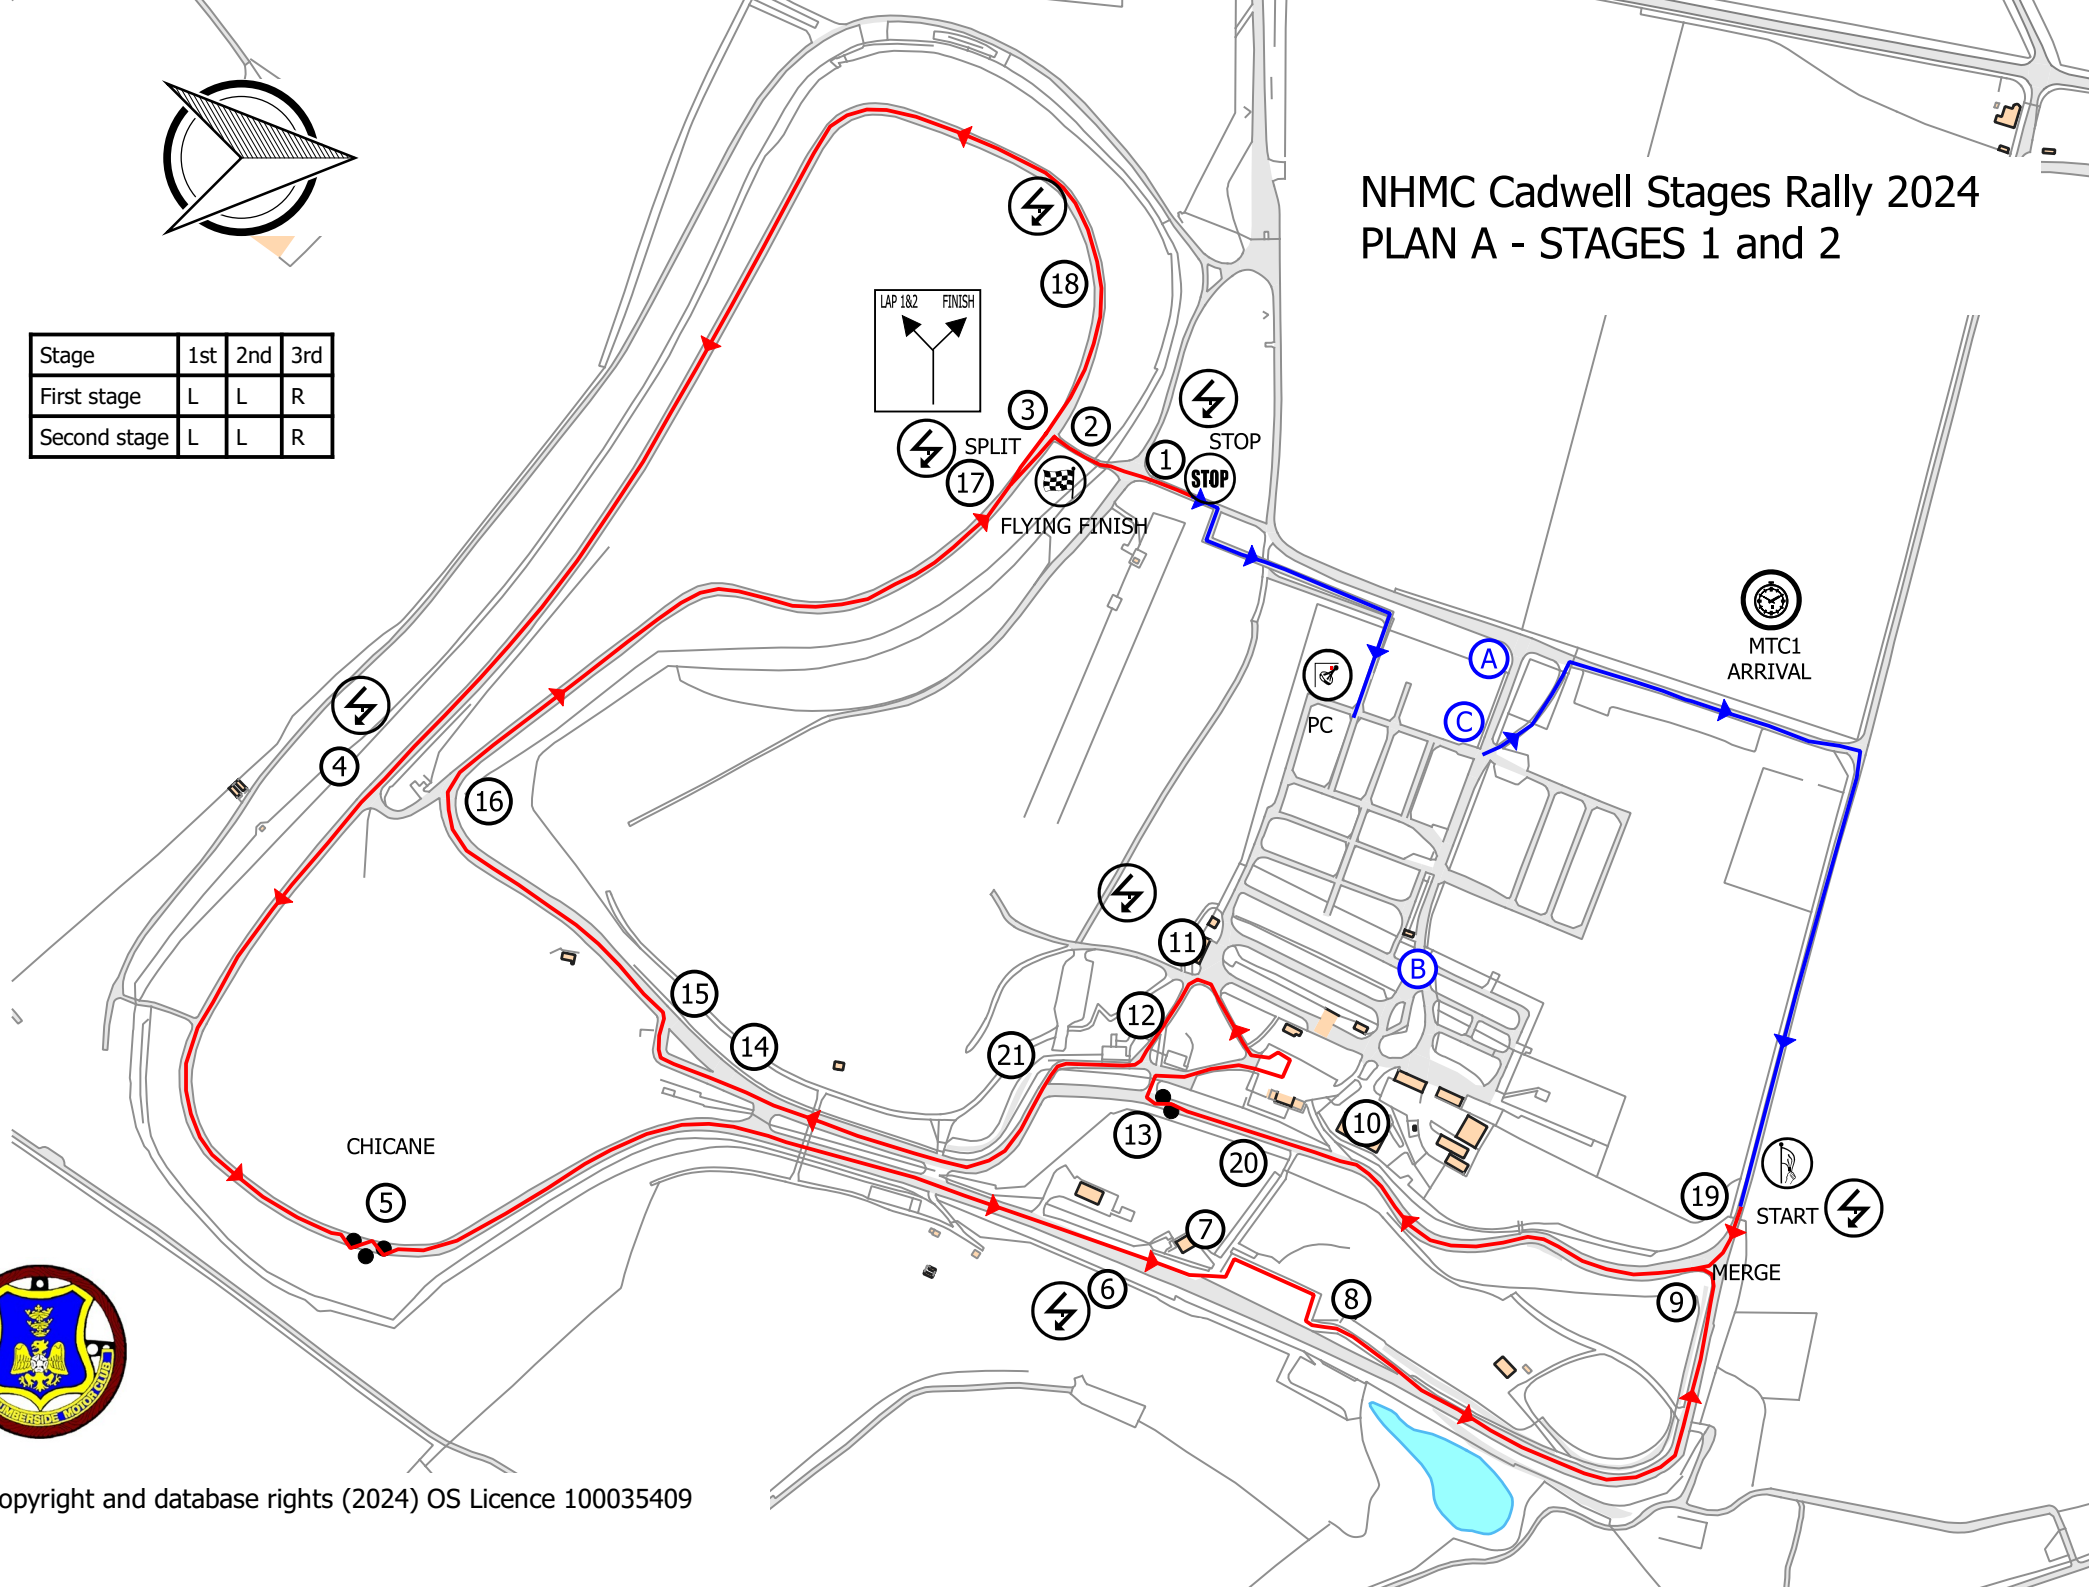 NHMC Cadwell Stages Rally 2024
PLAN A - STAGES 1 and 2
Stage 1st 2nd 3rd
First stage L L R
Second stage L L R
LAP 1&2 FINISH
18
3
2
SPLIT
17
1
STOP
STOP
FLYING FINISH
A
MTC1
ARRIVAL
PC
C
4
16
11
B
15
12
14
21
CHICANE
10
13
20
5
19
START
7
MERGE
6
8
9
UMBERSIDE MOTOR CLUB
opyright and database rights (2024) OS Licence 100035409